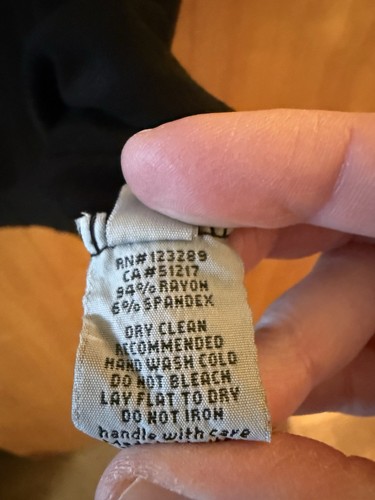 RN#123289
CA#51217
94% RAYON
6% SPANDEX
DRY CLEAN
RECOMMENDED
HAND WASH COLD
DO NOT BLEACH
LAY FLAT TO DRY
DO NOT IRON
handle with care